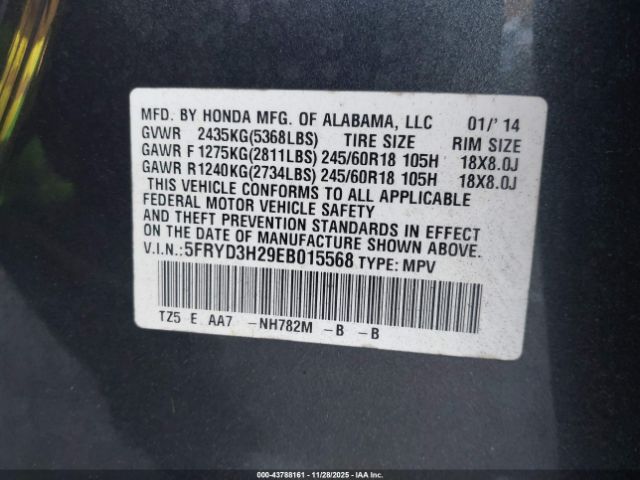 MFD. BY HONDA MFG. OF ALABAMA, LLC 01/' 14
GVWR 2435KG(5368LBS) TIRE SIZE RIM SIZE
GAWR F 1275KG(2811LBS) 245/60R18 105H 18X8.0J
GAWR R 1240KG(2734LBS) 245/60R18 105H 18X8.0J
THIS VEHICLE CONFORMS TO ALL APPLICABLE
FEDERAL MOTOR VEHICLE SAFETY
AND THEFT PREVENTION STANDARDS IN EFFECT
ON THE DATE OF MANUFACTURE SHOWN ABOVE.
V.I.N.:5FRYD3H29EB015568 TYPE: MPV
TZ5 E AA7 -NH782M -B -B
000-43788161 - 11/28/2025 - IAA Inc.